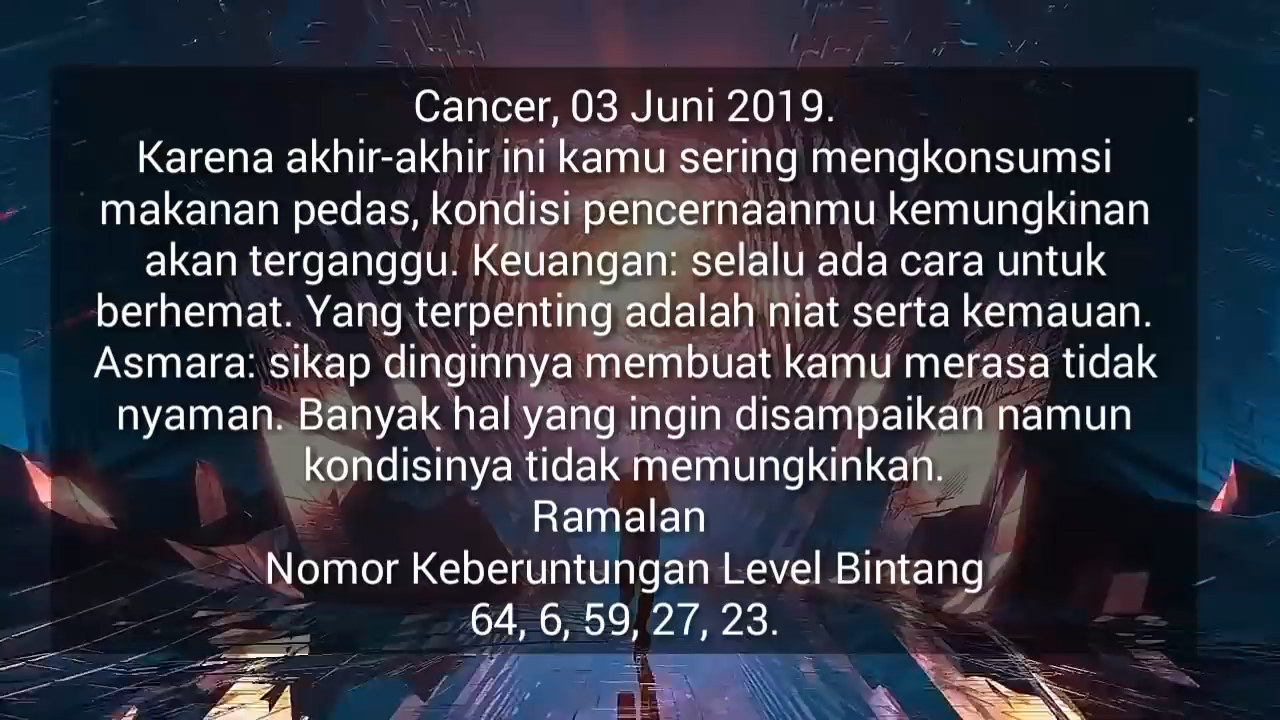 Cancer, 03 Juni 2019.
Karena akhir-akhir ini kamu sering mengkonsumsi
makanan pedas, kondisi pencernaanmu kemungkinan
akan terganggu. Keuangan: selalu ada cara untuk
berhemat. Yang terpenting adalah niat serta kemauan.
Asmara: sikap dinginnya membuat kamu merasa tidak
nyaman. Banyak hal yang ingin disampaikan namun
kondisinya tidak memungkinkan.
Ramalan
Nomor Keberuntungan Level Bintang
64, 6, 59, 27, 23.